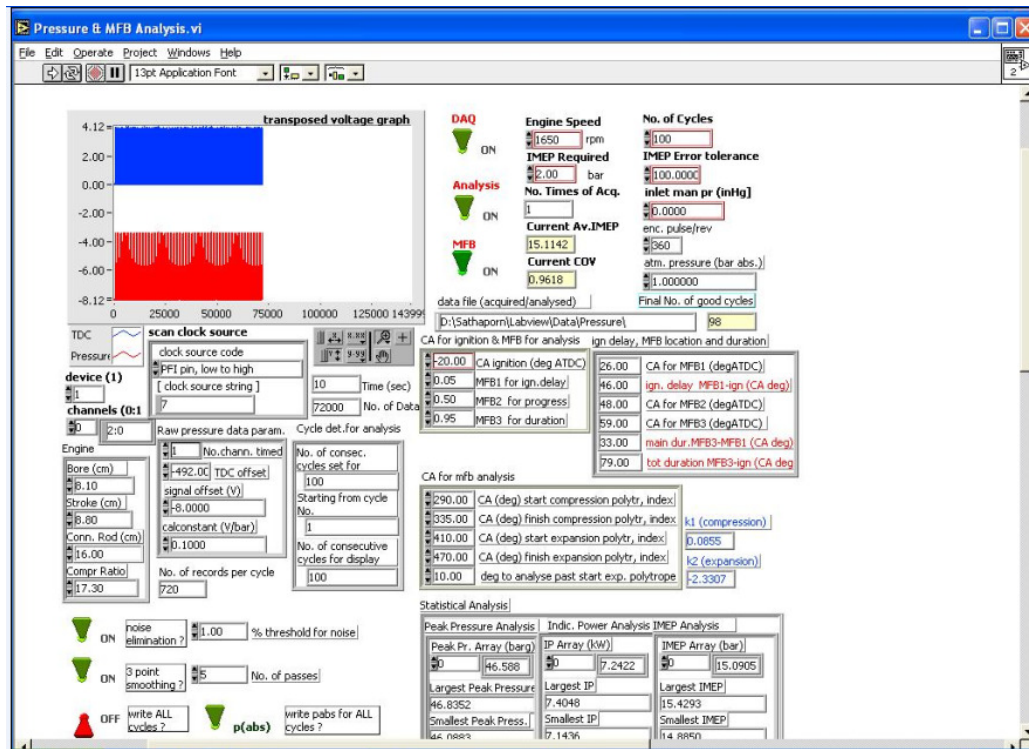 Pressure & MFB Analysis.vi
File Edit Operate Project Windows Help
13pt Application Font
2
transposed voltage graph
4.12
2.00
0.00
-2.00
-4.00
-6.00
-8.12
0 25000 50000 75000 100000 125000 143999
TDC
Pressure
scan clock source
clock source code
PFI pin, low to high
[ clock source string ]
7
device (1)
1
channels (0:1
0 2:0
10 Time (sec)
72000 No. of Data
DAQ
ON
Analysis
ON
MFB
ON
Engine Speed
1650 rpm
IMEP Required
2.00 bar
No. Times of Acq.
1
Current Av.IMEP
15.1142
Current COV
0.9618
No. of Cycles
100
IMEP Error tolerance
100.0000
inlet man pr (inHg]
0.0000
enc. pulse/rev
360
atm. pressure (bar abs.)
1.000000
data file (acquired/analysed)
D:\Sathaporn\Labview\Data\Pressure\
Final No. of good cycles
98
CA for ignition & MFB for analysis
-20.00 CA ignition (deg ATDC)
0.05 MFB1 for ign.delay
0.50 MFB2 for progress
0.95 MFB3 for duration
ign delay, MFB location and duration
26.00 CA for MFB1 (degATDC)
46.00 ign. delay MFB1-ign (CA deg)
48.00 CA for MFB2 (degATDC)
59.00 CA for MFB3 (degATDC)
33.00 main dur.MFB3-MFB1 (CA deg)
79.00 tot duration MFB3-ign (CA deg
Engine
Bore (cm)
8.10
Stroke (cm)
8.80
Conn. Rod (cm)
16.00
Compr Ratio
17.30
Raw pressure data param.
1 No.chann. timed
-492.00 TDC offset
signal offset (V)
-8.0000
calconstant (V/bar)
0.1000
No. of records per cycle
720
Cycle det.for analysis
No. of consec.
cycles set for
100
Starting from cycle
No.
1
No. of consecutive
cycles for display
100
CA for mfb analysis
290.00 CA (deg) start compression polytr, index
335.00 CA (deg) finish compression polytr, index
410.00 CA (deg) start expansion polytr, index
470.00 CA (deg) finish expansion polytr, index
10.00 deg to analyse past start exp. polytrope
k1 (compression)
0.0855
k2 (expansion)
-2.3307
ON noise elimination ? 1.00 % threshold for noise
ON 3 point smoothing ? 5 No. of passes
OFF write ALL cycles ? p(abs) write pabs for ALL cycles ?
Statistical Analysis
Peak Pressure Analysis
Peak Pr. Array (barg)
0 46.588
Largest Peak Pressure
46.8352
Smallest Peak Press.
46.0883
Indic. Power Analysis
IP Array (kW)
0 7.2422
Largest IP
7.4048
Smallest IP
7.1436
IMEP Analysis
IMEP Array (bar)
0 15.0905
Largest IMEP
15.4293
Smallest IMEP
14.8850